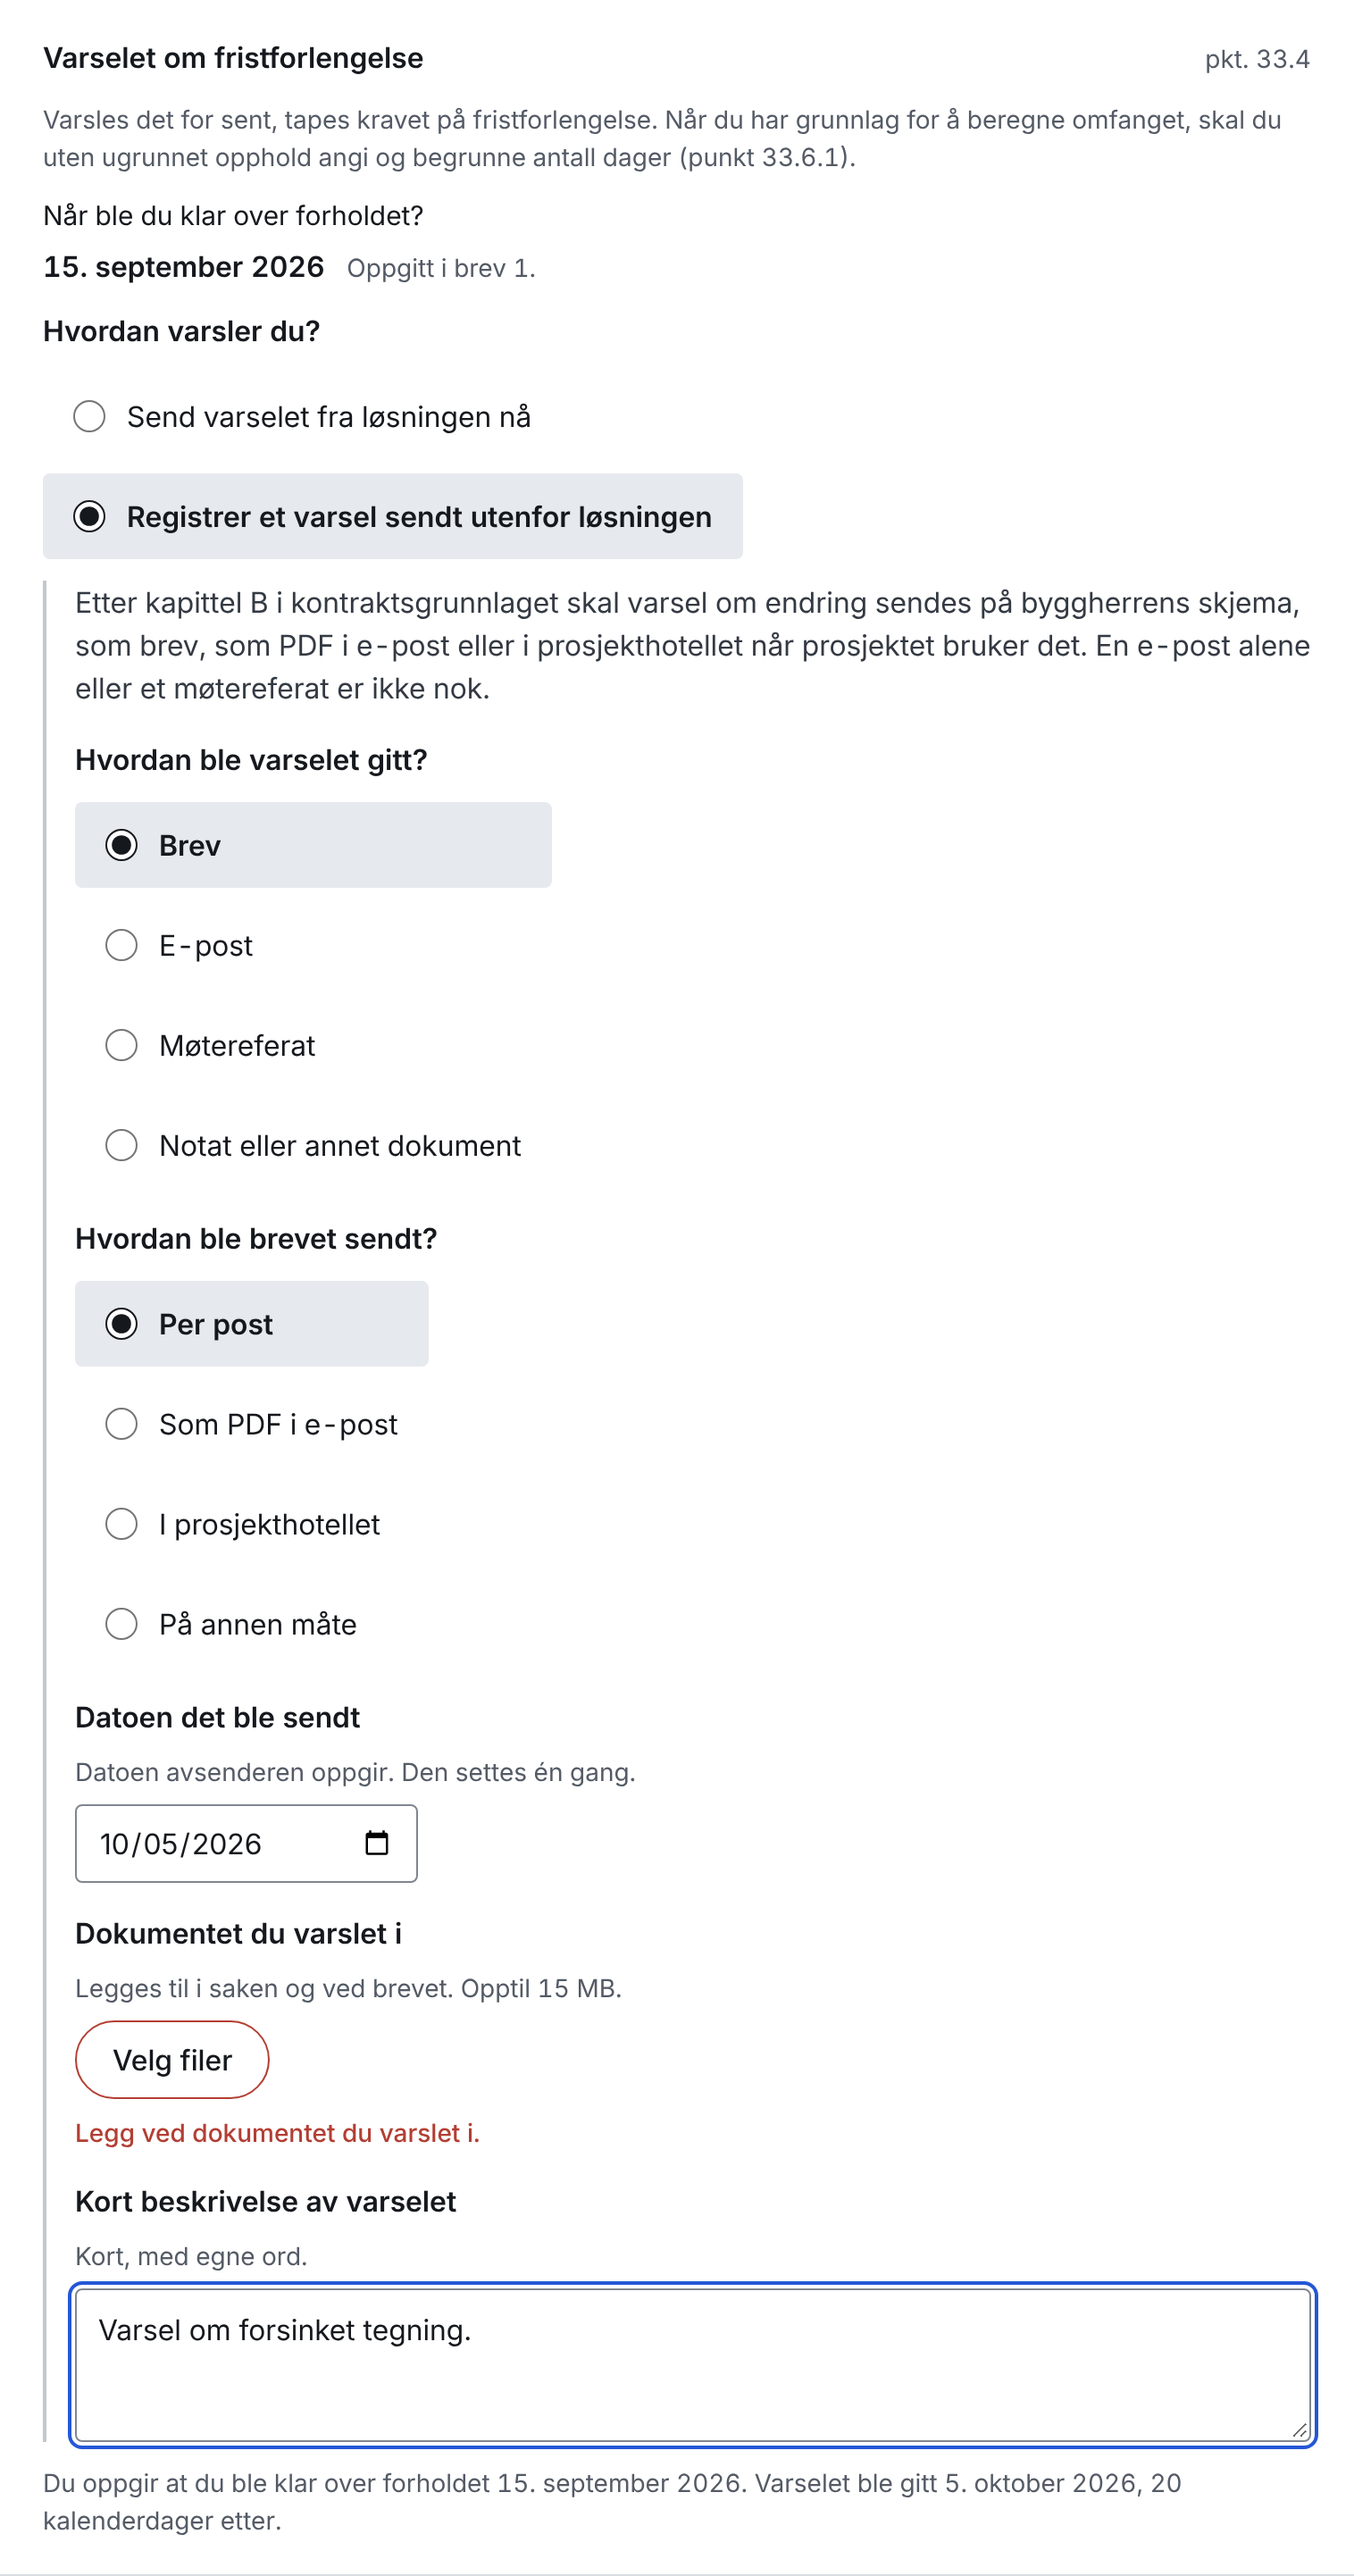 Varselet om fristforlengelse
pkt. 33.4
Varsles det for sent, tapes kravet på fristforlengelse. Når du har grunnlag for å beregne omfanget, skal du
uten ugrunnet opphold angi og begrunne antall dager (punkt 33.6.1).
Når ble du klar over forholdet?
15. september 2026 Oppgitt i brev 1.
Hvordan varsler du?
Send varselet fra løsningen nå
Registrer et varsel sendt utenfor løsningen
Etter kapittel B i kontraktsgrunnlaget skal varsel om endring sendes på byggherrens skjema,
som brev, som PDF i e-post eller i prosjekthotellet når prosjektet bruker det. En e-post alene
eller et møtereferat er ikke nok.
Hvordan ble varselet gitt?
Brev
E-post
Møtereferat
Notat eller annet dokument
Hvordan ble brevet sendt?
Per post
Som PDF i e-post
I prosjekthotellet
På annen måte
Datoen det ble sendt
Datoen avsenderen oppgir. Den settes én gang.
10/05/2026
Dokumentet du varslet i
Legges til i saken og ved brevet. Opptil 15 MB.
Velg filer
Legg ved dokumentet du varslet i.
Kort beskrivelse av varselet
Kort, med egne ord.
Varsel om forsinket tegning.
Du oppgir at du ble klar over forholdet 15. september 2026. Varselet ble gitt 5. oktober 2026, 20
kalenderdager etter.